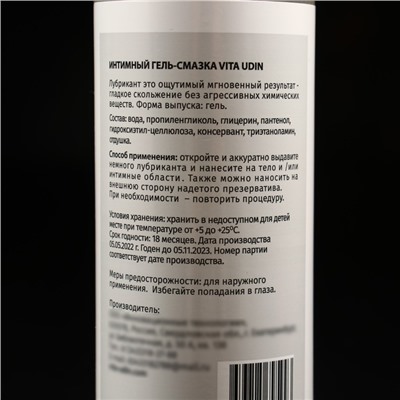 ИНТИМНЫЙ ГЕЛЬ-СМАЗКА VITA UDIN
Лубрикант это ощутимый мгновенный результат -
гладкое скольжение без агрессивных химических
веществ. Форма выпуска: гель.
Состав: вода, пропиленгликоль, глицерин, пантенол,
гидроксиэтил-целлюлоза, консервант, триэтаноламин,
отдушка.
Способ применения: откройте и аккуратно выдавите
немного лубриканта и нанесите на тело и /или
интимные области. Также можно наносить на
внешнюю сторону надетого презерватива.
При необходимости – повторить процедуру.
Условия хранения: хранить в недоступном для детей
месте при температуре от +5 до +25°С.
Срок годности: 18 месяцев. Дата производства
05.05.2022 г. Годен до 05.11.2023. Номер партии
соответствует дате производства.
Меры предосторожности: для наружного
применения. Избегайте попадания в глаза.
Производитель: